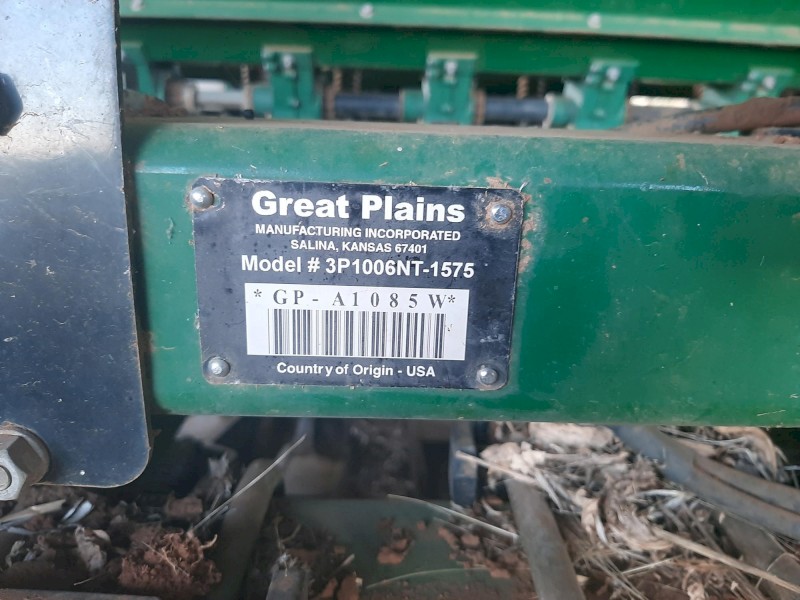 Great Plains
MANUFACTURING INCORPORATED
SALINA, KANSAS 67401
Model # 3P1006NT-1575
*GP-A1085W*
Country of Origin - USA